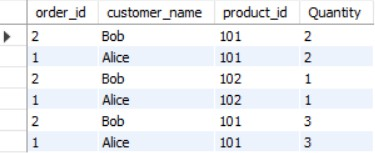 order_id customer_name product_id Quantity
2 Bob 101 2
1 Alice 101 2
2 Bob 102 1
1 Alice 102 1
2 Bob 101 3
1 Alice 101 3